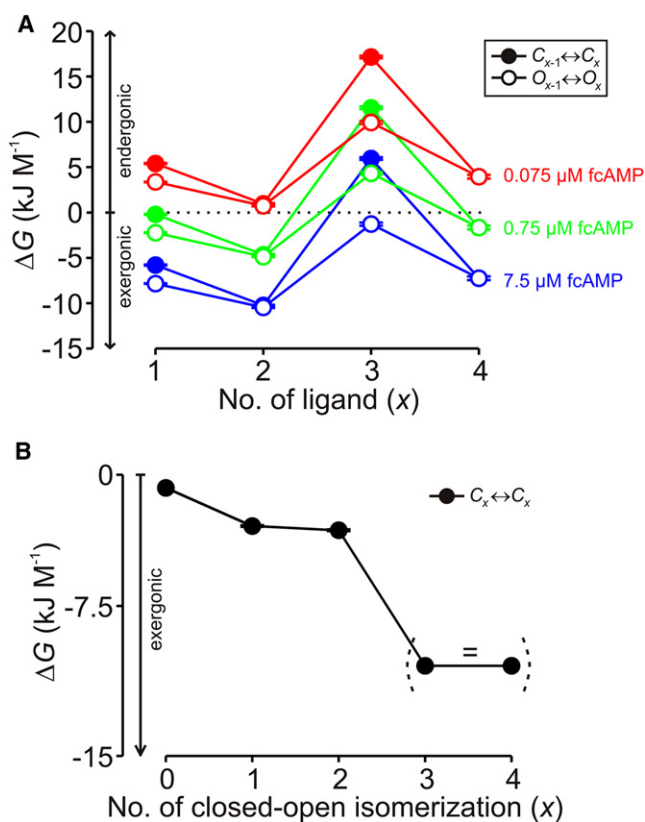 A
20
15
10
5
0
-5
-10
-15
ΔG (kJ M⁻¹)
endergonic
exergonic
Cₓ₋₁↔Cₓ
Oₓ₋₁↔Oₓ
0.075 µM fcAMP
0.75 µM fcAMP
7.5 µM fcAMP
1 2 3 4
No. of ligand (x)
B
0
-7.5
-15
ΔG (kJ M⁻¹)
exergonic
Cₓ↔Cₓ
( = )
0 1 2 3 4
No. of closed-open isomerization (x)